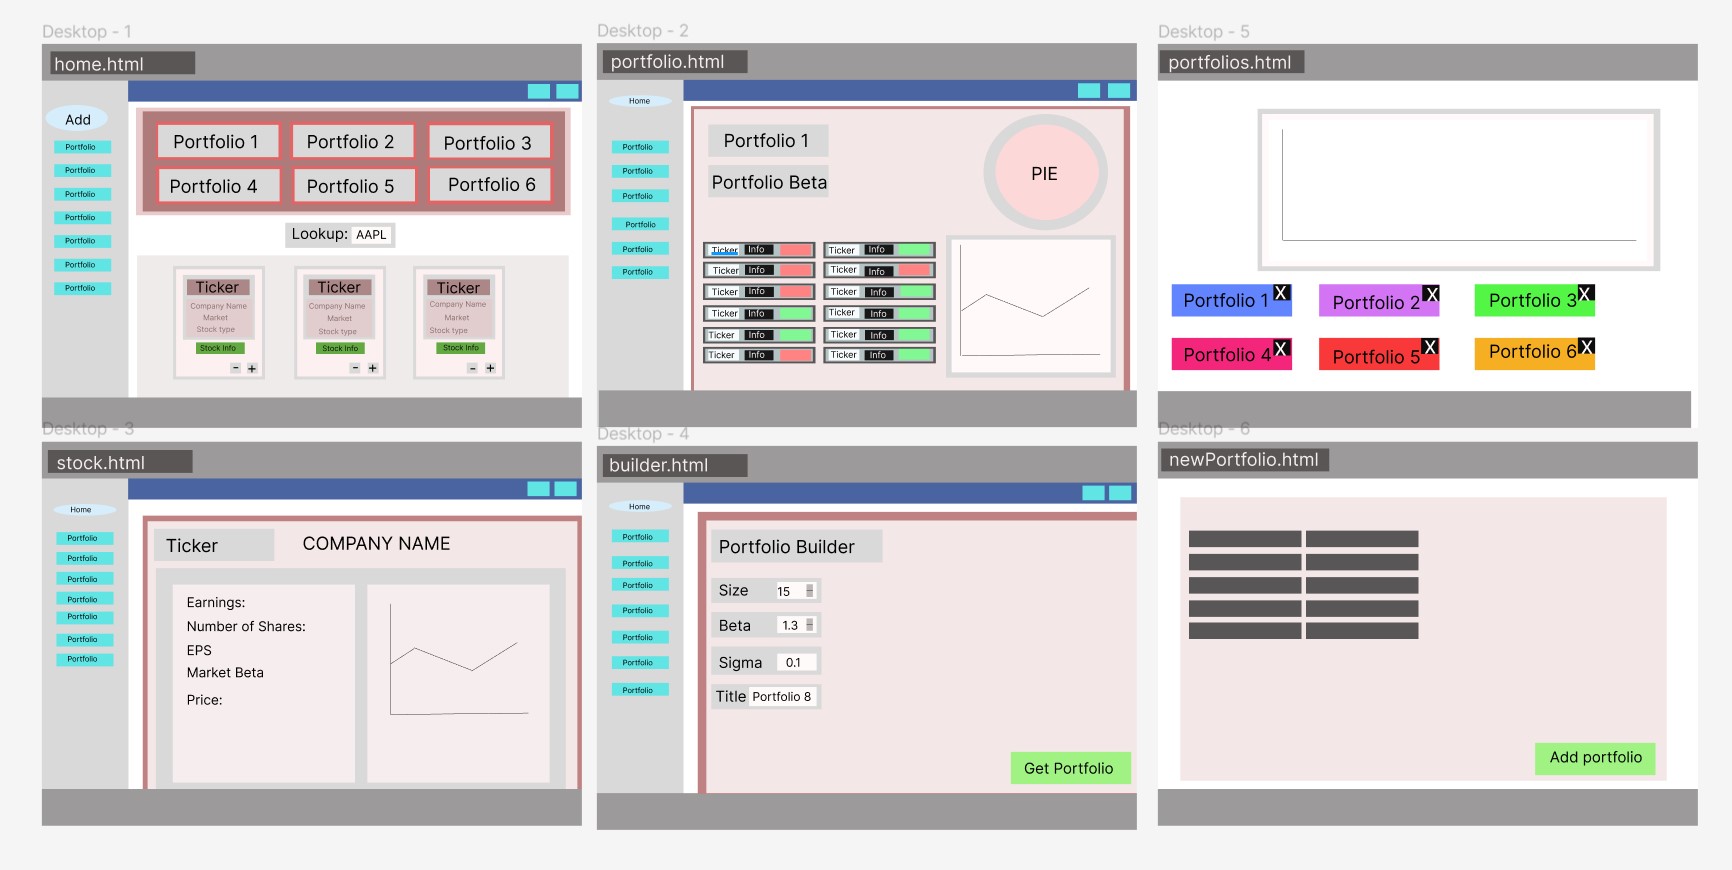 Desktop - 1
home.html
Add
Portfolio
Portfolio
Portfolio
Portfolio
Portfolio
Portfolio
Portfolio
Portfolio 1
Portfolio 2
Portfolio 3
Portfolio 4
Portfolio 5
Portfolio 6
Lookup: AAPL
Ticker
Company Name
Market
Stock type
Stock Info
- +
Ticker
Company Name
Market
Stock type
Stock Info
- +
Ticker
Company Name
Market
Stock type
Stock Info
- +
Desktop - 2
portfolio.html
Home
Portfolio
Portfolio
Portfolio
Portfolio
Portfolio
Portfolio
Portfolio 1
Portfolio Beta
PIE
Ticker Info
Ticker Info
Ticker Info
Ticker Info
Ticker Info
Ticker Info
Ticker Info
Ticker Info
Ticker Info
Ticker Info
Ticker Info
Ticker Info
Desktop - 5
portfolios.html
Portfolio 1 X
Portfolio 2 X
Portfolio 3 X
Portfolio 4 X
Portfolio 5 X
Portfolio 6 X
Desktop - 3
stock.html
Home
Portfolio
Portfolio
Portfolio
Portfolio
Portfolio
Portfolio
Portfolio
Ticker
COMPANY NAME
Earnings:
Number of Shares:
EPS
Market Beta
Price:
Desktop - 4
builder.html
Home
Portfolio
Portfolio
Portfolio
Portfolio
Portfolio
Portfolio
Portfolio
Portfolio Builder
Size 15
Beta 1.3
Sigma 0.1
Title Portfolio 8
Get Portfolio
Desktop - 6
newPortfolio.html
Add portfolio